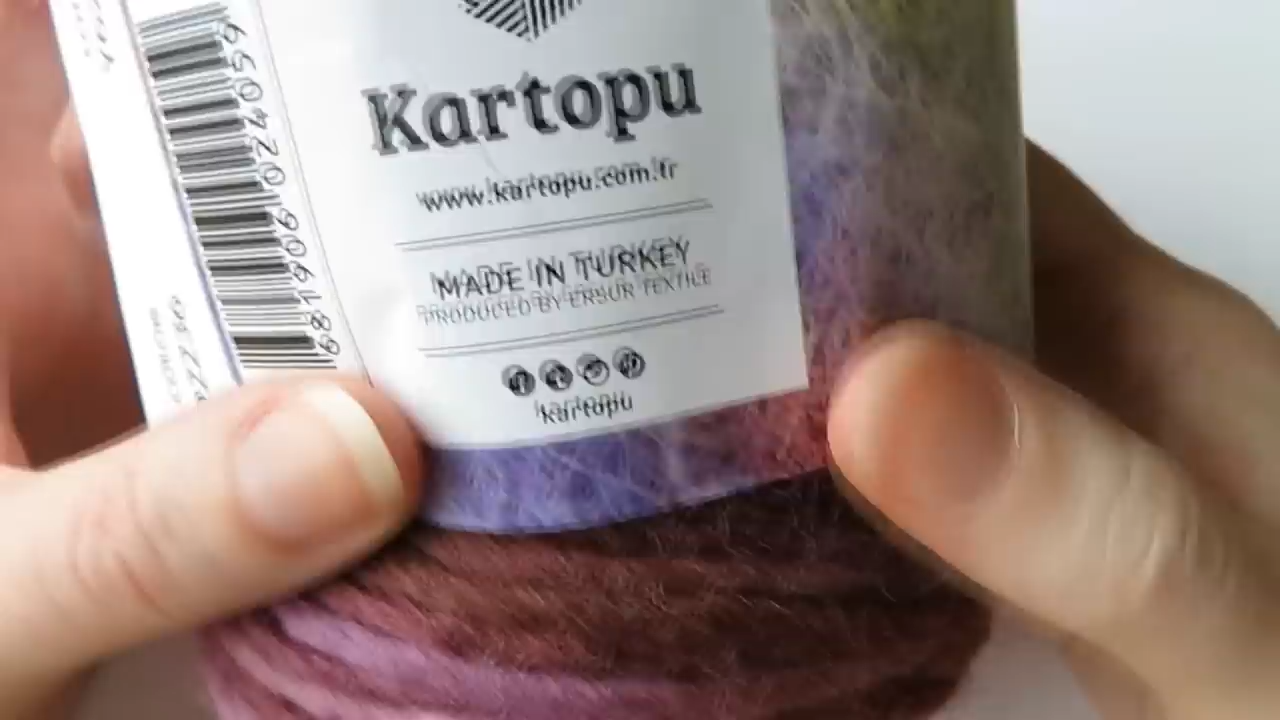 Kartopu
www.kartopu.com.tr
MADE IN TURKEY
PRODUCED BY ERSUR TEXTILE
kartopu